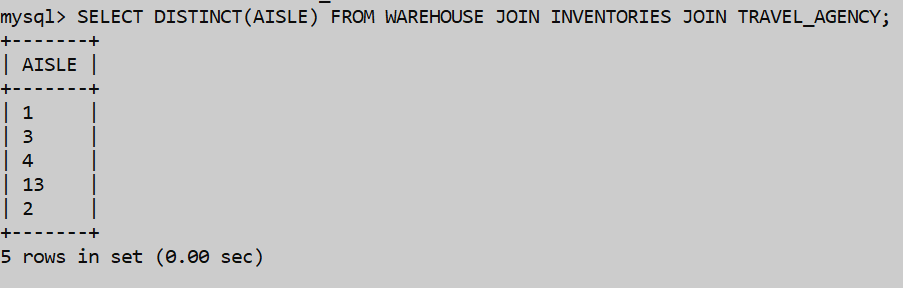 mysql> SELECT DISTINCT(AISLE) FROM WAREHOUSE JOIN INVENTORIES JOIN TRAVEL_AGENCY;
+-------+
| AISLE |
+-------+
| 1     |
| 3     |
| 4     |
| 13    |
| 2     |
+-------+
5 rows in set (0.00 sec)